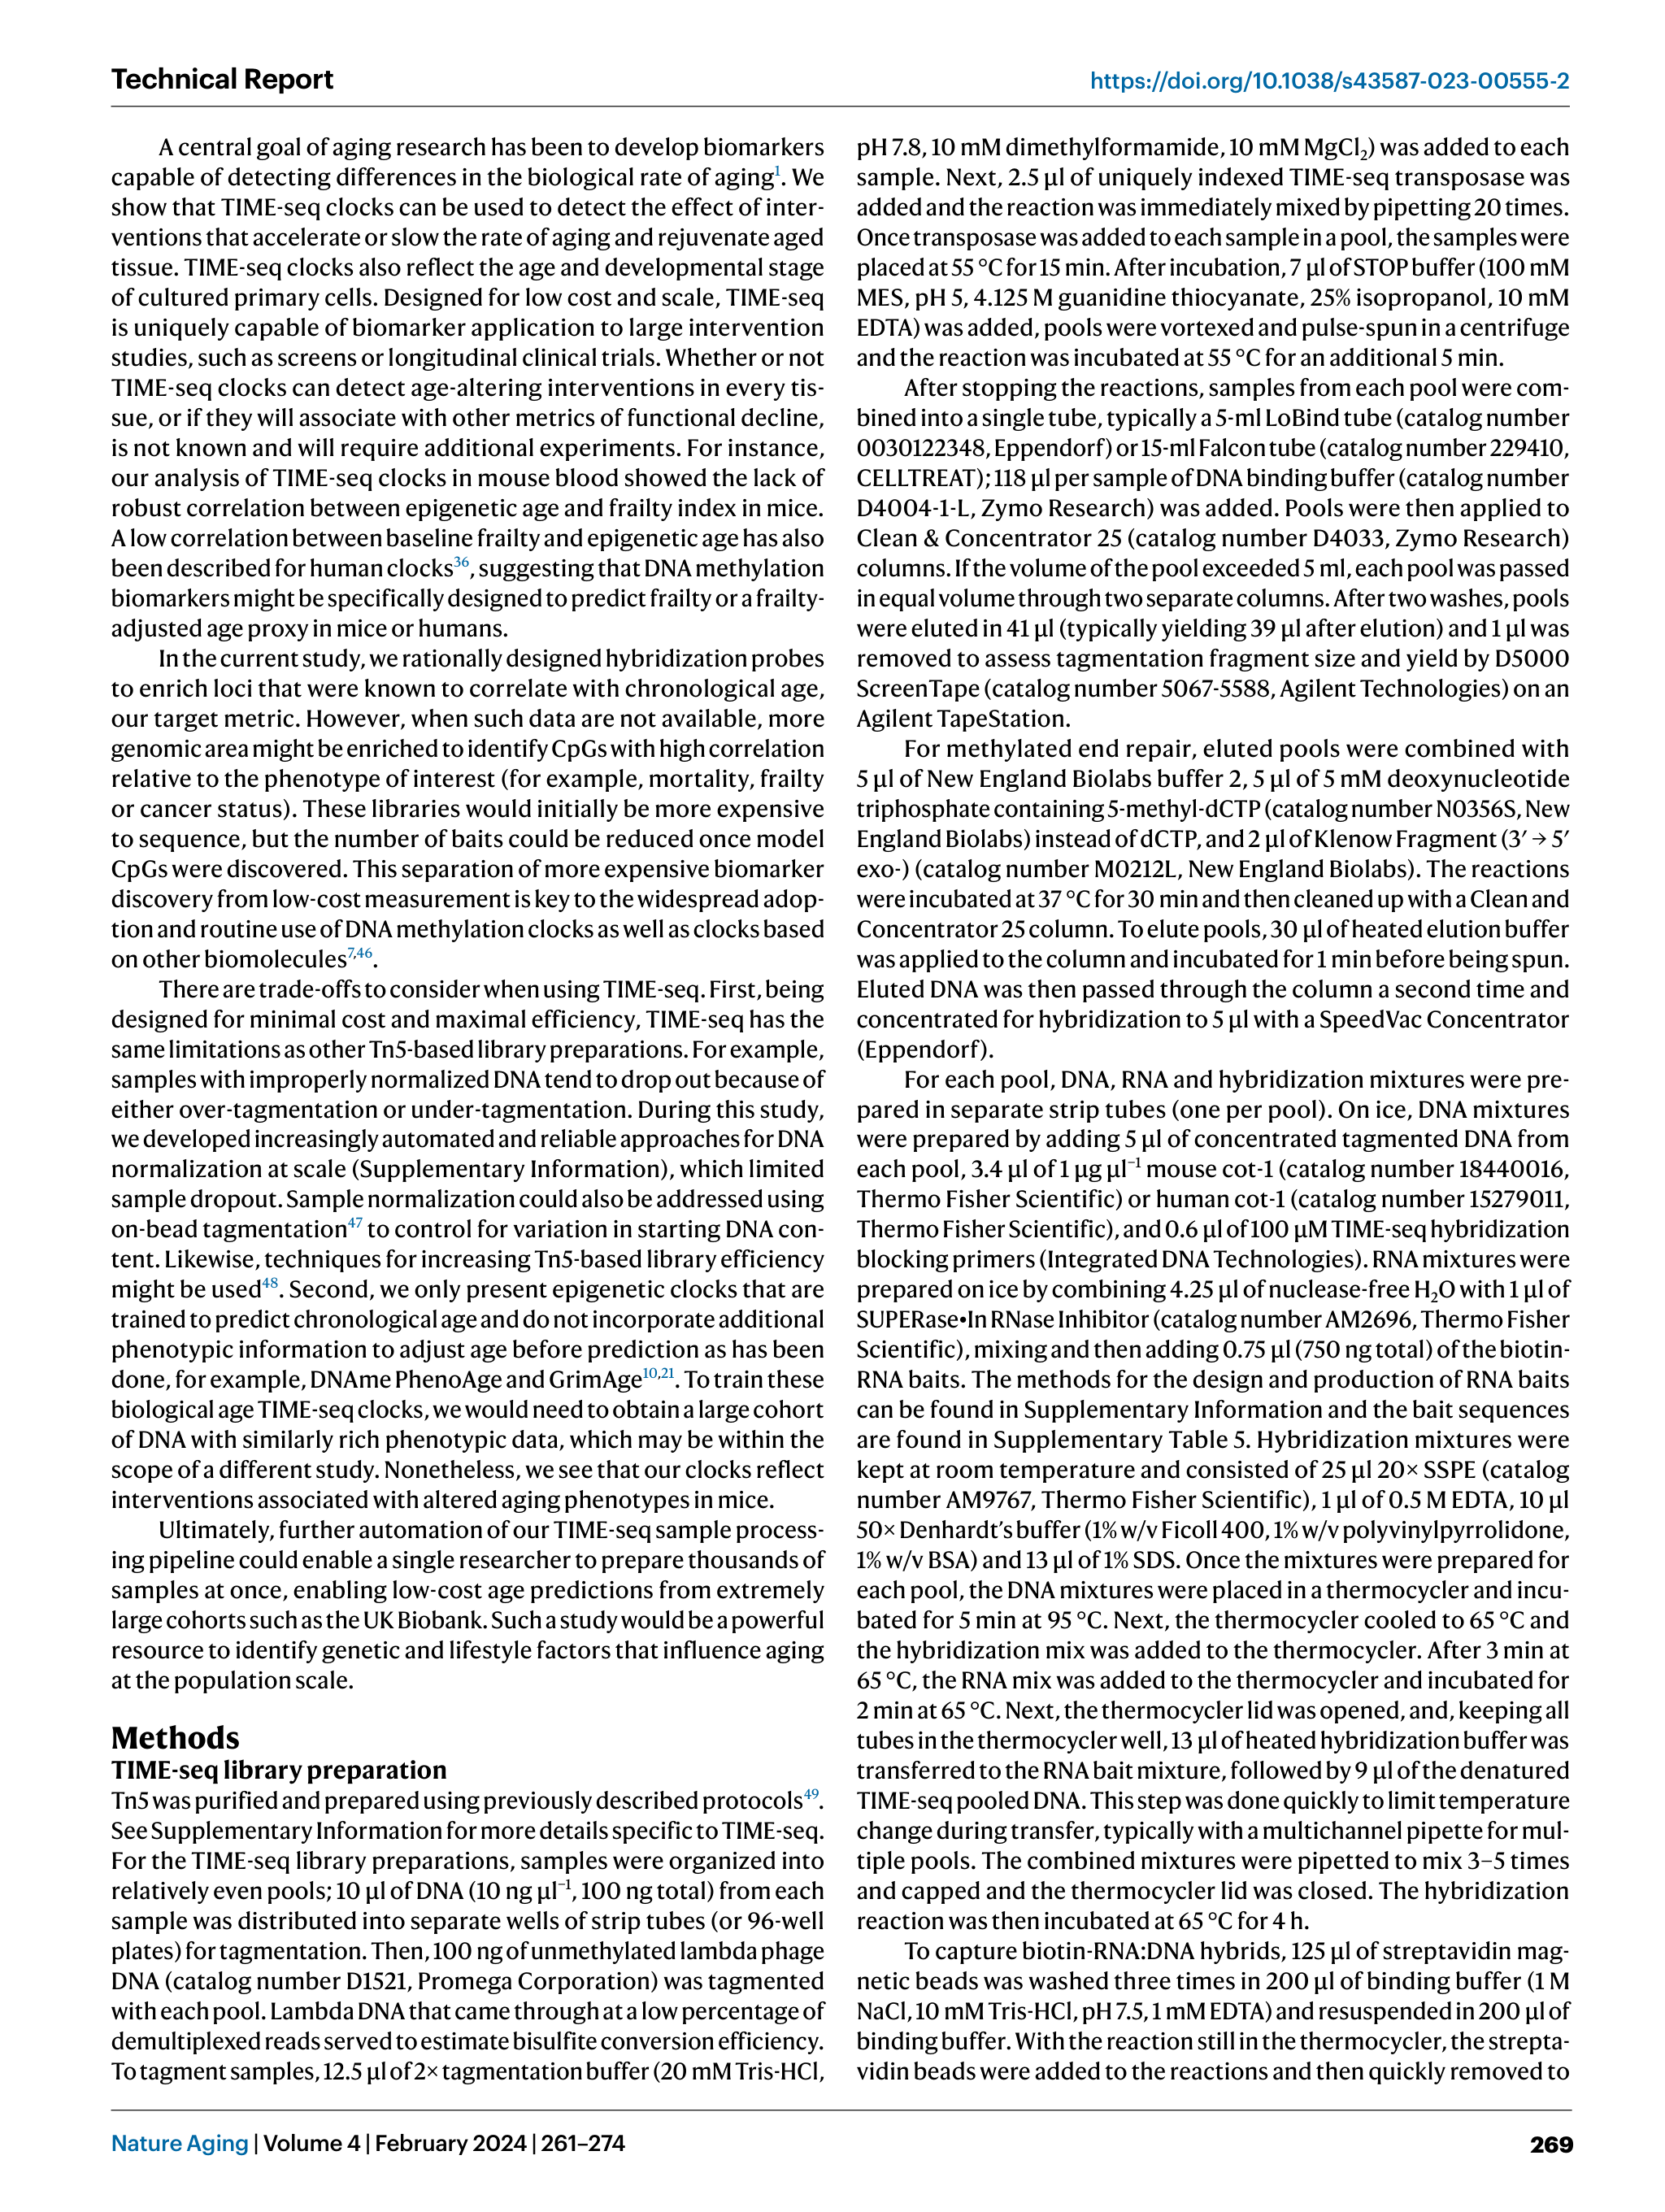 Technical Report
https://doi.org/10.1038/s43587-023-00555-2
A central goal of aging research has been to develop biomarkers
capable of detecting differences in the biological rate of aging1. We
show that TIME-seq clocks can be used to detect the effect of inter-
ventions that accelerate or slow the rate of aging and rejuvenate aged
tissue. TIME-seq clocks also reflect the age and developmental stage
of cultured primary cells. Designed for low cost and scale, TIME-seq
is uniquely capable of biomarker application to large intervention
studies, such as screens or longitudinal clinical trials. Whether or not
TIME-seq clocks can detect age-altering interventions in every tis-
sue, or if they will associate with other metrics of functional decline,
is not known and will require additional experiments. For instance,
our analysis of TIME-seq clocks in mouse blood showed the lack of
robust correlation between epigenetic age and frailty index in mice.
A low correlation between baseline frailty and epigenetic age has also
been described for human clocks36, suggesting that DNA methylation
biomarkers might be specifically designed to predict frailty or a frailty-
adjusted age proxy in mice or humans.
In the current study, we rationally designed hybridization probes
to enrich loci that were known to correlate with chronological age,
our target metric. However, when such data are not available, more
genomic area might be enriched to identify CpGs with high correlation
relative to the phenotype of interest (for example, mortality, frailty
or cancer status). These libraries would initially be more expensive
to sequence, but the number of baits could be reduced once model
CpGs were discovered. This separation of more expensive biomarker
discovery from low-cost measurement is key to the widespread adop-
tion and routine use of DNA methylation clocks as well as clocks based
on other biomolecules7,46.
There are trade-offs to consider when using TIME-seq. First, being
designed for minimal cost and maximal efficiency, TIME-seq has the
same limitations as other Tn5-based library preparations. For example,
samples with improperly normalized DNA tend to drop out because of
either over-tagmentation or under-tagmentation. During this study,
we developed increasingly automated and reliable approaches for DNA
normalization at scale (Supplementary Information), which limited
sample dropout. Sample normalization could also be addressed using
on-bead tagmentation47 to control for variation in starting DNA con-
tent. Likewise, techniques for increasing Tn5-based library efficiency
might be used48. Second, we only present epigenetic clocks that are
trained to predict chronological age and do not incorporate additional
phenotypic information to adjust age before prediction as has been
done, for example, DNAme PhenoAge and GrimAge10,21. To train these
biological age TIME-seq clocks, we would need to obtain a large cohort
of DNA with similarly rich phenotypic data, which may be within the
scope of a different study. Nonetheless, we see that our clocks reflect
interventions associated with altered aging phenotypes in mice.
Ultimately, further automation of our TIME-seq sample process-
ing pipeline could enable a single researcher to prepare thousands of
samples at once, enabling low-cost age predictions from extremely
large cohorts such as the UK Biobank. Such a study would be a powerful
resource to identify genetic and lifestyle factors that influence aging
at the population scale.
Methods
TIME-seq library preparation
Tn5 was purified and prepared using previously described protocols49.
See Supplementary Information for more details specific to TIME-seq.
For the TIME-seq library preparations, samples were organized into
relatively even pools; 10 µl of DNA (10 ng µl−1, 100 ng total) from each
sample was distributed into separate wells of strip tubes (or 96-well
plates) for tagmentation. Then, 100 ng of unmethylated lambda phage
DNA (catalog number D1521, Promega Corporation) was tagmented
with each pool. Lambda DNA that came through at a low percentage of
demultiplexed reads served to estimate bisulfite conversion efficiency.
To tagment samples, 12.5 µl of 2× tagmentation buffer (20 mM Tris-HCl,
pH 7.8, 10 mM dimethylformamide, 10 mM MgCl2) was added to each
sample. Next, 2.5 µl of uniquely indexed TIME-seq transposase was
added and the reaction was immediately mixed by pipetting 20 times.
Once transposase was added to each sample in a pool, the samples were
placed at 55 °C for 15 min. After incubation, 7 µl of STOP buffer (100 mM
MES, pH 5, 4.125 M guanidine thiocyanate, 25% isopropanol, 10 mM
EDTA) was added, pools were vortexed and pulse-spun in a centrifuge
and the reaction was incubated at 55 °C for an additional 5 min.
After stopping the reactions, samples from each pool were com-
bined into a single tube, typically a 5-ml LoBind tube (catalog number
0030122348, Eppendorf) or 15-ml Falcon tube (catalog number 229410,
CELLTREAT); 118 µl per sample of DNA binding buffer (catalog number
D4004-1-L, Zymo Research) was added. Pools were then applied to
Clean & Concentrator 25 (catalog number D4033, Zymo Research)
columns. If the volume of the pool exceeded 5 ml, each pool was passed
in equal volume through two separate columns. After two washes, pools
were eluted in 41 µl (typically yielding 39 µl after elution) and 1 µl was
removed to assess tagmentation fragment size and yield by D5000
ScreenTape (catalog number 5067-5588, Agilent Technologies) on an
Agilent TapeStation.
For methylated end repair, eluted pools were combined with
5 µl of New England Biolabs buffer 2, 5 µl of 5 mM deoxynucleotide
triphosphate containing 5-methyl-dCTP (catalog number N0356S, New
England Biolabs) instead of dCTP, and 2 µl of Klenow Fragment (3′ → 5′
exo-) (catalog number M0212L, New England Biolabs). The reactions
were incubated at 37 °C for 30 min and then cleaned up with a Clean and
Concentrator 25 column. To elute pools, 30 µl of heated elution buffer
was applied to the column and incubated for 1 min before being spun.
Eluted DNA was then passed through the column a second time and
concentrated for hybridization to 5 µl with a SpeedVac Concentrator
(Eppendorf).
For each pool, DNA, RNA and hybridization mixtures were pre-
pared in separate strip tubes (one per pool). On ice, DNA mixtures
were prepared by adding 5 µl of concentrated tagmented DNA from
each pool, 3.4 µl of 1 µg µl−1 mouse cot-1 (catalog number 18440016,
Thermo Fisher Scientific) or human cot-1 (catalog number 15279011,
Thermo Fisher Scientific), and 0.6 µl of 100 µM TIME-seq hybridization
blocking primers (Integrated DNA Technologies). RNA mixtures were
prepared on ice by combining 4.25 µl of nuclease-free H2O with 1 µl of
SUPERase•In RNase Inhibitor (catalog number AM2696, Thermo Fisher
Scientific), mixing and then adding 0.75 µl (750 ng total) of the biotin-
RNA baits. The methods for the design and production of RNA baits
can be found in Supplementary Information and the bait sequences
are found in Supplementary Table 5. Hybridization mixtures were
kept at room temperature and consisted of 25 µl 20× SSPE (catalog
number AM9767, Thermo Fisher Scientific), 1 µl of 0.5 M EDTA, 10 µl
50× Denhardt’s buffer (1% w/v Ficoll 400, 1% w/v polyvinylpyrrolidone,
1% w/v BSA) and 13 µl of 1% SDS. Once the mixtures were prepared for
each pool, the DNA mixtures were placed in a thermocycler and incu-
bated for 5 min at 95 °C. Next, the thermocycler cooled to 65 °C and
the hybridization mix was added to the thermocycler. After 3 min at
65 °C, the RNA mix was added to the thermocycler and incubated for
2 min at 65 °C. Next, the thermocycler lid was opened, and, keeping all
tubes in the thermocycler well, 13 µl of heated hybridization buffer was
transferred to the RNA bait mixture, followed by 9 µl of the denatured
TIME-seq pooled DNA. This step was done quickly to limit temperature
change during transfer, typically with a multichannel pipette for mul-
tiple pools. The combined mixtures were pipetted to mix 3–5 times
and capped and the thermocycler lid was closed. The hybridization
reaction was then incubated at 65 °C for 4 h.
To capture biotin-RNA:DNA hybrids, 125 µl of streptavidin mag-
netic beads was washed three times in 200 µl of binding buffer (1 M
NaCl, 10 mM Tris-HCl, pH 7.5, 1 mM EDTA) and resuspended in 200 µl of
binding buffer. With the reaction still in the thermocycler, the strepta-
vidin beads were added to the reactions and then quickly removed to
Nature Aging | Volume 4 | February 2024 | 261–274
269